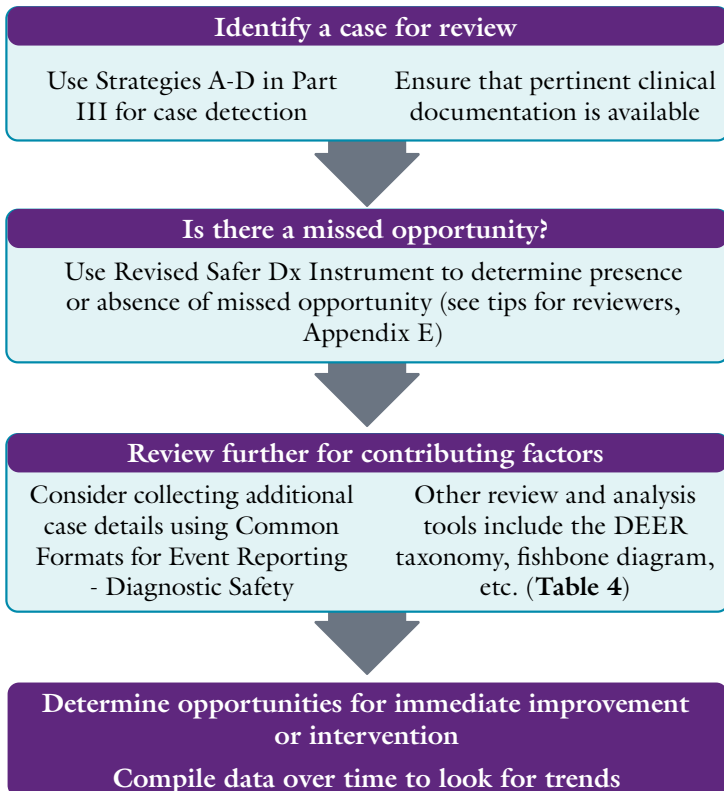 Identify a case for review
Use Strategies A-D in Part
III for case detection
Ensure that pertinent clinical
documentation is available
Is there a missed opportunity?
Use Revised Safer Dx Instrument to determine presence
or absence of missed opportunity (see tips for reviewers,
Appendix E)
Review further for contributing factors
Consider collecting additional
case details using Common
Formats for Event Reporting
- Diagnostic Safety
Other review and analysis
tools include the DEER
taxonomy, fishbone diagram,
etc. (Table 4)
Determine opportunities for immediate improvement
or intervention
Compile data over time to look for trends